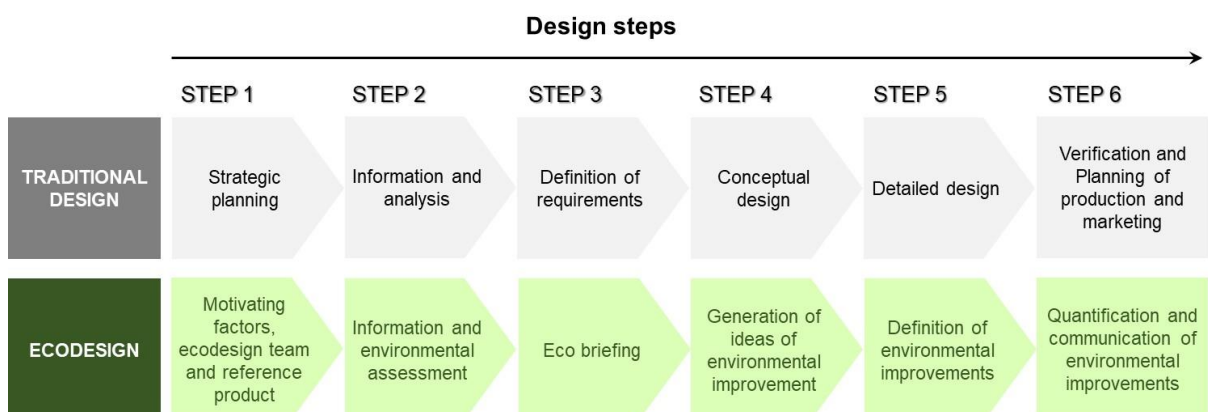 Design steps
STEP 1
STEP 2
STEP 3
STEP 4
STEP 5
STEP 6
TRADITIONAL
DESIGN
Strategic
planning
Information and
analysis
Definition of
requirements
Conceptual
design
Detailed design
Verification and
Planning of
production and
marketing
ECODESIGN
Motivating
factors,
ecodesign team
and reference
product
Information and
environmental
assessment
Eco briefing
Generation of
ideas of
environmental
improvement
Definition of
environmental
improvements
Quantification and
communication of
environmental
improvements